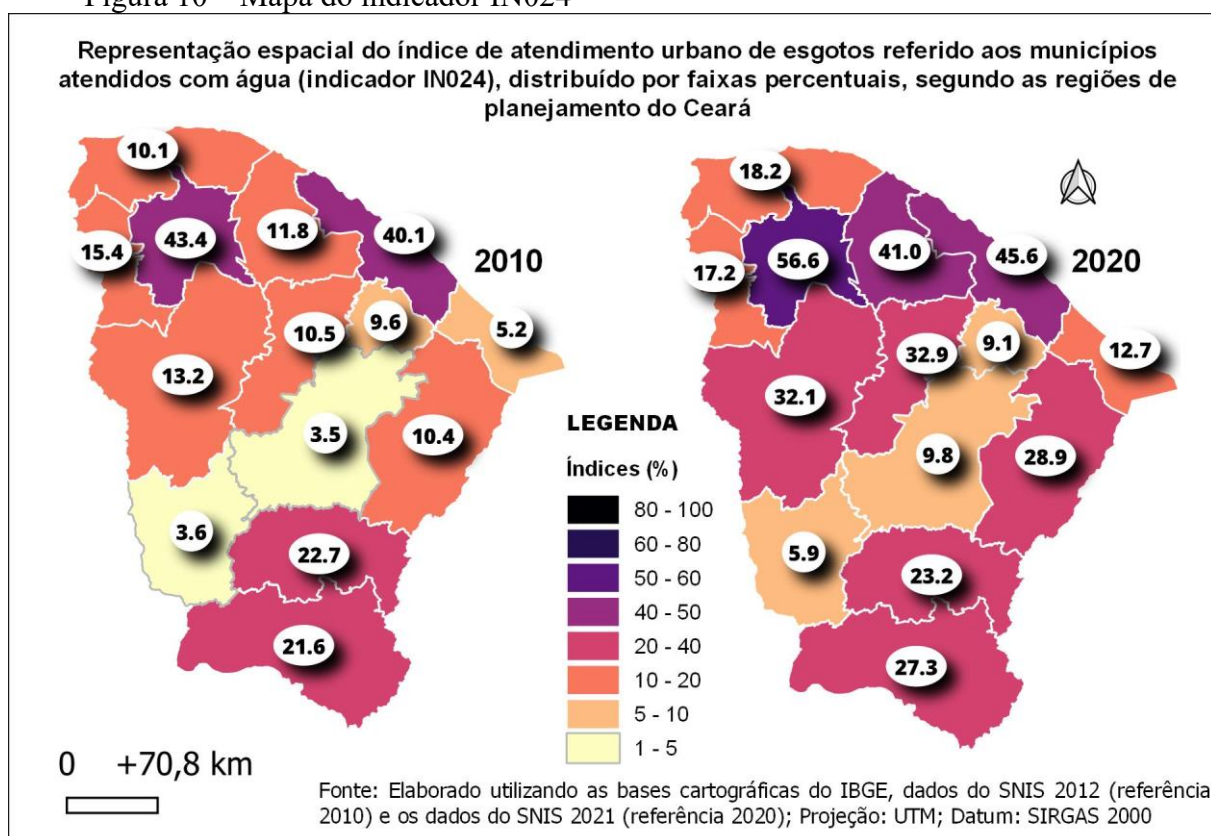 Figura 10 – Mapa do indicador IN024
Representação espacial do índice de atendimento urbano de esgotos referido aos municípios
atendidos com água (indicador IN024), distribuído por faixas percentuais, segundo as regiões de
planejamento do Ceará
10.1
15.4
43.4
11.8
40.1
2010
10.5
9.6
5.2
13.2
3.5
10.4
3.6
22.7
21.6
18.2
17.2
56.6
41.0
45.6
2020
32.9
9.1
12.7
32.1
9.8
28.9
5.9
23.2
27.3
LEGENDA
Índices (%)
80 - 100
60 - 80
50 - 60
40 - 50
20 - 40
10 - 20
5 - 10
1 - 5
0 +70,8 km
Fonte: Elaborado utilizando as bases cartográficas do IBGE, dados do SNIS 2012 (referência
2010) e os dados do SNIS 2021 (referência 2020); Projeção: UTM; Datum: SIRGAS 2000